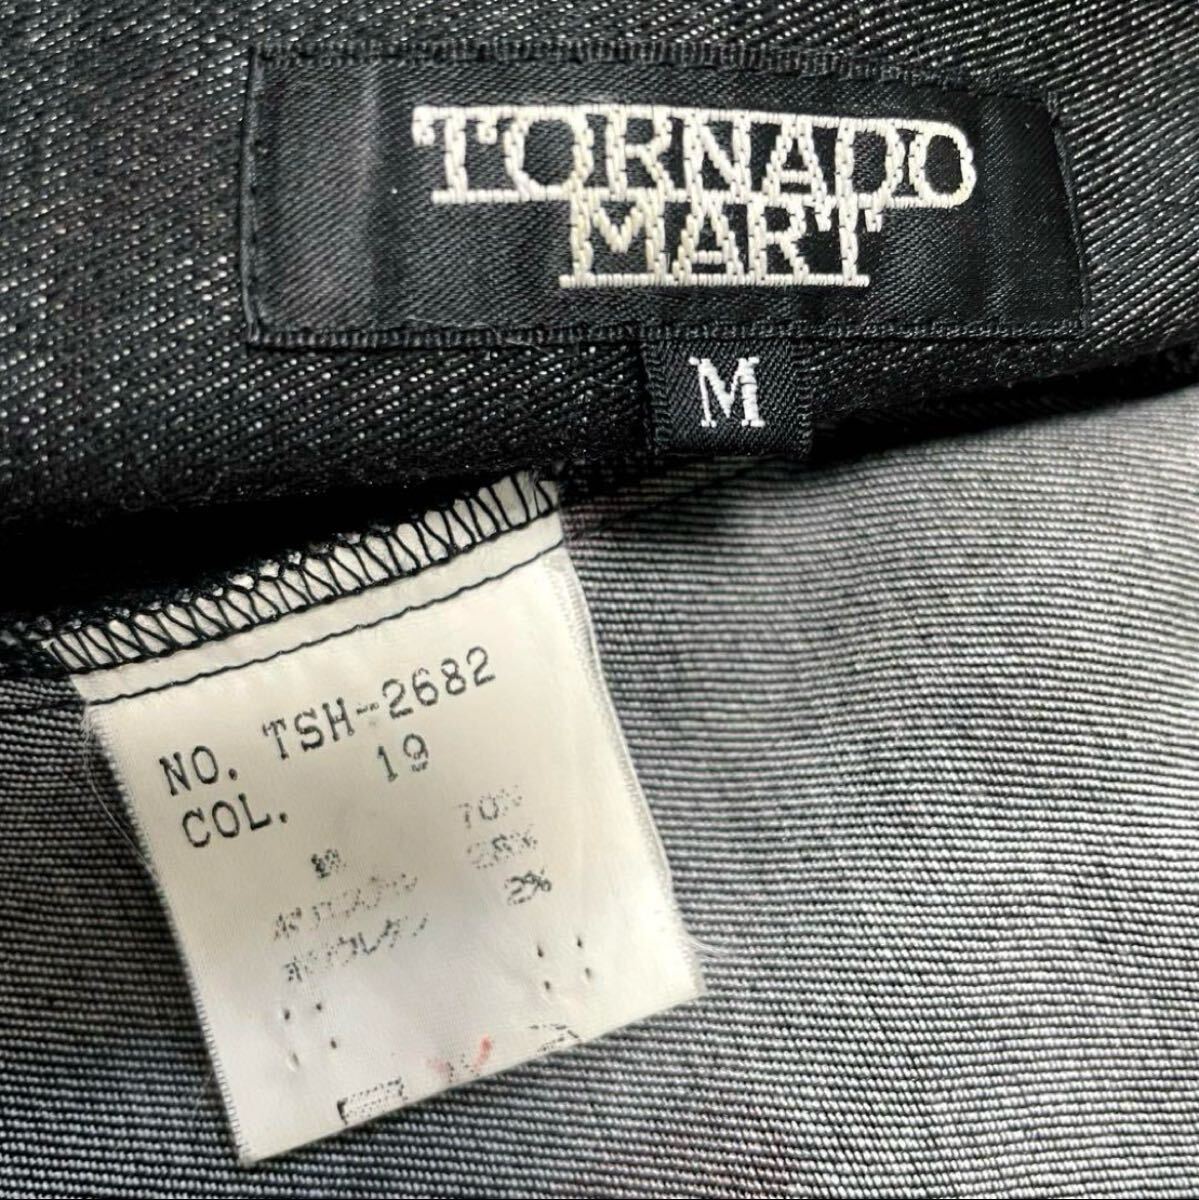 TORNADO
MART
M
NO. TSH-2682
COL. 19
綿 70%
ポリエステル 28%
ポリウレタン 2%